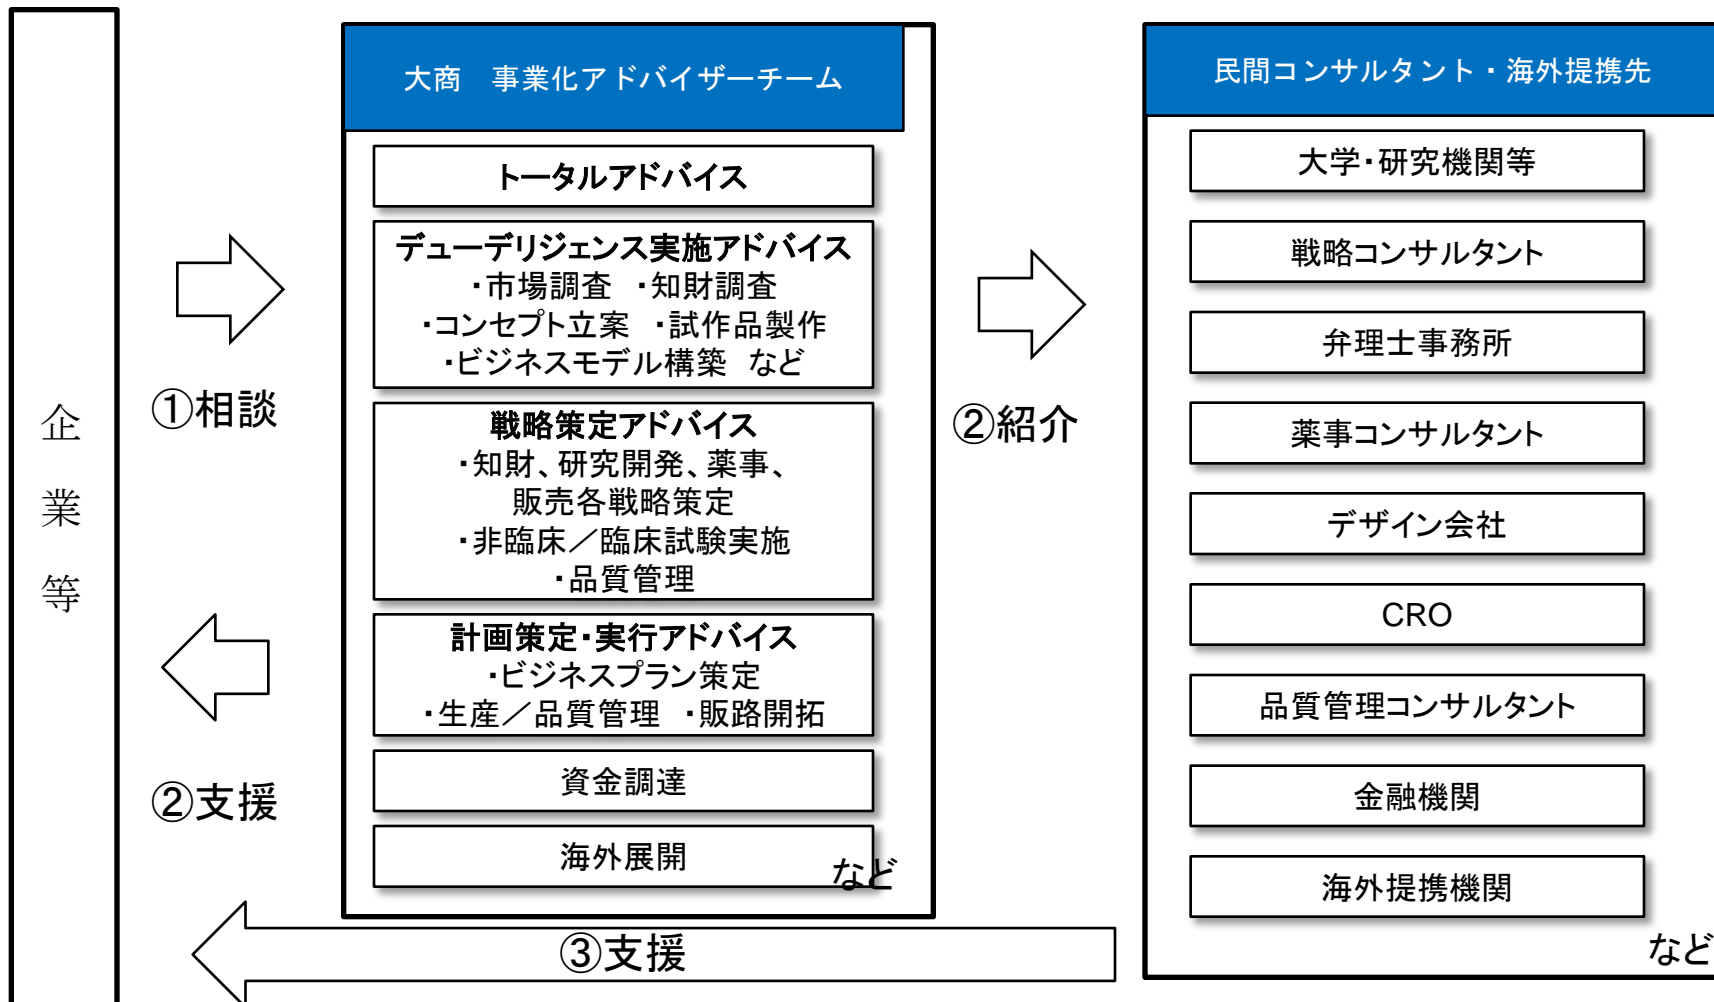 企業等
①相談
②支援
大商　事業化アドバイザーチーム
トータルアドバイス
デューデリジェンス実施アドバイス
・市場調査　・知財調査
・コンセプト立案　・試作品製作
・ビジネスモデル構築　など
戦略策定アドバイス
・知財、研究開発、薬事、
販売各戦略策定
・非臨床／臨床試験実施
・品質管理
計画策定・実行アドバイス
・ビジネスプラン策定
・生産／品質管理　・販路開拓
資金調達
海外展開
など
②紹介
民間コンサルタント・海外提携先
大学・研究機関等
戦略コンサルタント
弁理士事務所
薬事コンサルタント
デザイン会社
CRO
品質管理コンサルタント
金融機関
海外提携機関
など
③支援